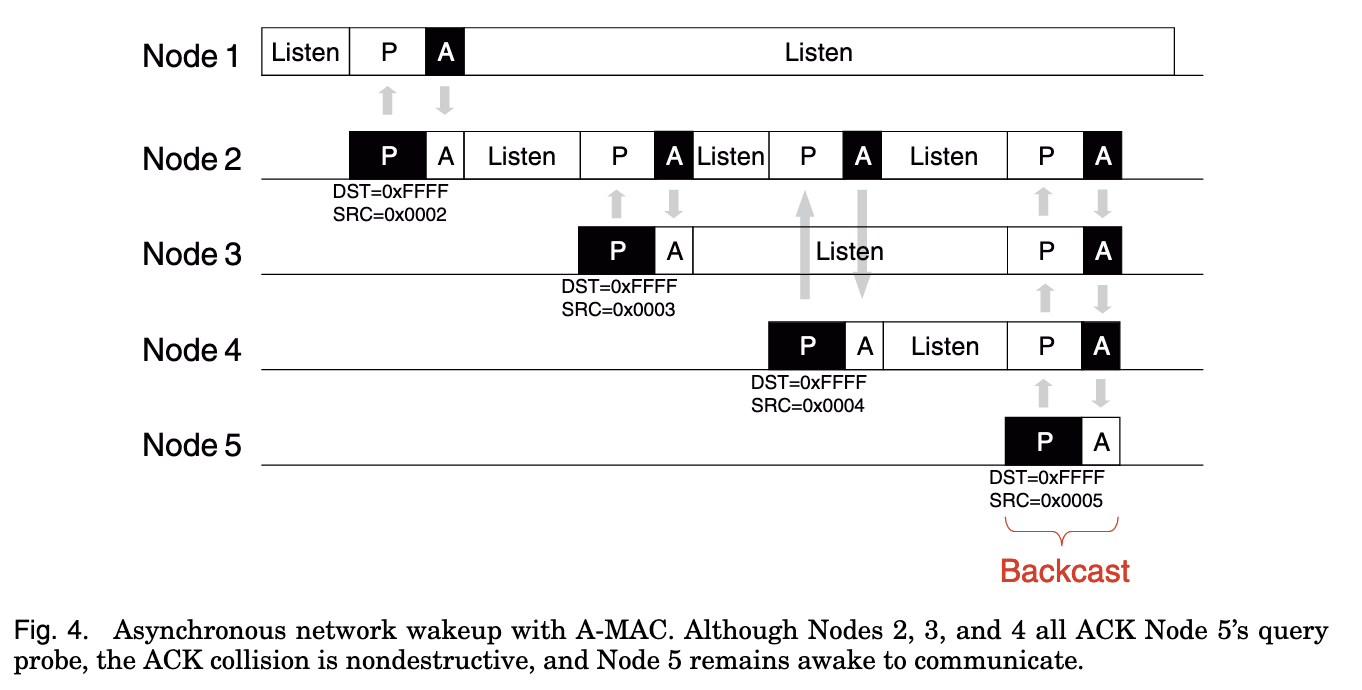 Node 1 Listen P A Listen
Node 2 P A Listen P A Listen P A Listen P A
DST=0xFFFF
SRC=0x0002
Node 3 P A Listen P A
DST=0xFFFF
SRC=0x0003
Node 4 P A Listen P A
DST=0xFFFF
SRC=0x0004
Node 5 P A
DST=0xFFFF
SRC=0x0005
Backcast
Fig. 4. Asynchronous network wakeup with A-MAC. Although Nodes 2, 3, and 4 all ACK Node 5's query
probe, the ACK collision is nondestructive, and Node 5 remains awake to communicate.